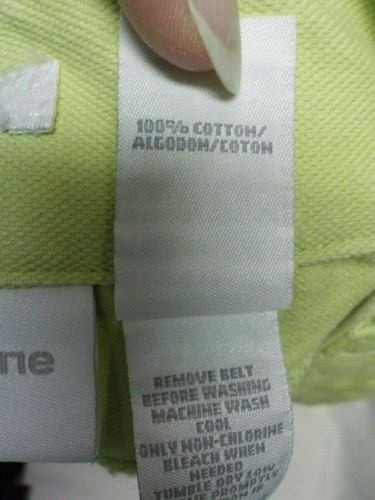 100% COTTON/
ALGODON/COTON
ne
REMOVE BELT
BEFORE WASHING
MACHINE WASH
COOL
ONLY NON-CHLORINE
BLEACH WHEN
NEEDED
TUMBLE DRY LOW
PROMPTLY